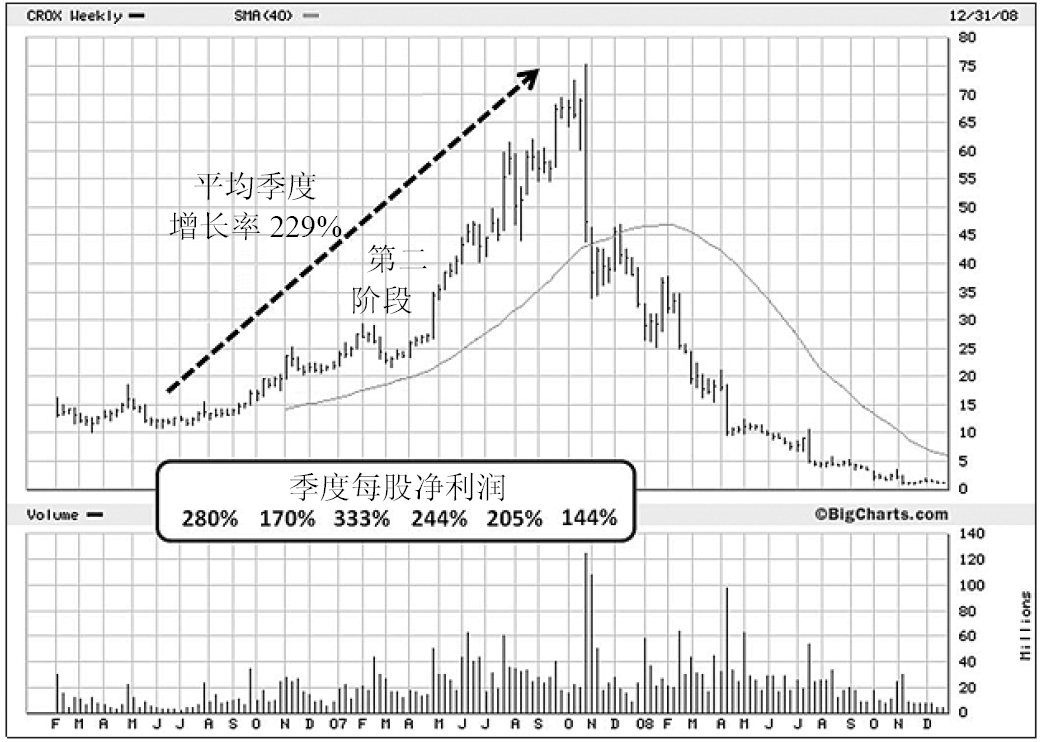 CROX Weekly SMA(40) 12/31/08
80
75
70
65
60
55
50
45
40
35
30
25
20
15
10
5
0
平均季度
增长率 229%
第二
阶段
季度每股净利润
280% 170% 333% 244% 205% 144%
Volume ©BigCharts.com
140
120
100
80
60
40
20
0
Millions
F M A M J J A S O N D 07 F M A M J J A S O N D 08 F M A M J J A S O N D